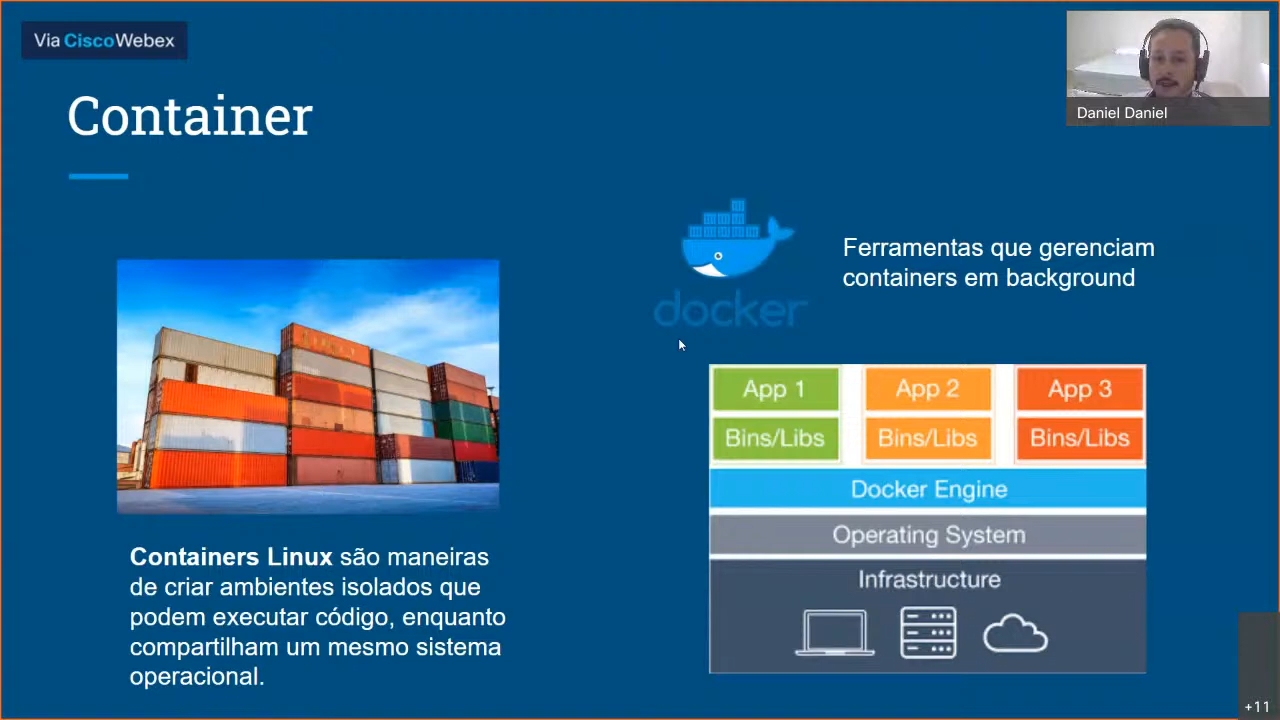 Via CiscoWebex
Container
Daniel Daniel
docker
Ferramentas que gerenciam
containers em background
App 1
App 2
App 3
Bins/Libs
Bins/Libs
Bins/Libs
Docker Engine
Operating System
Infrastructure
Containers Linux são maneiras
de criar ambientes isolados que
podem executar código, enquanto
compartilham um mesmo sistema
operacional.
+11